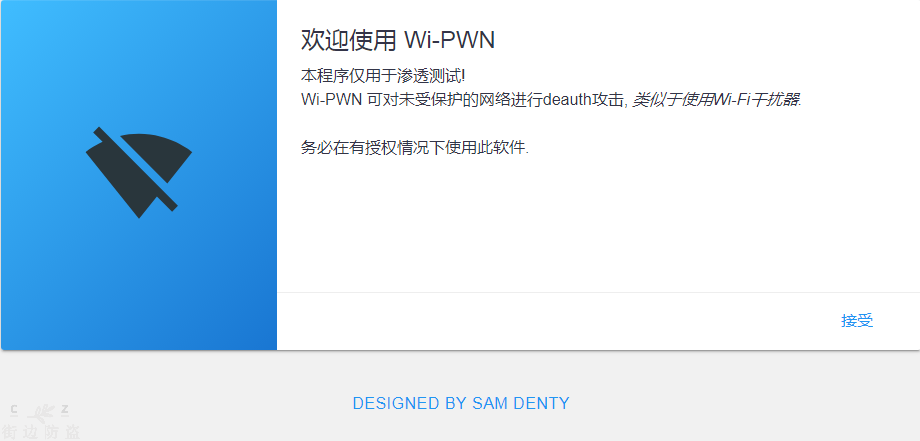 欢迎使用 Wi-PWN
本程序仅用于渗透测试!
Wi-PWN 可对未受保护的网络进行deauth攻击, 类似于使用Wi-Fi干扰器.
务必在有授权情况下使用此软件.
接受
DESIGNED BY SAM DENTY
C Z
街边防盗